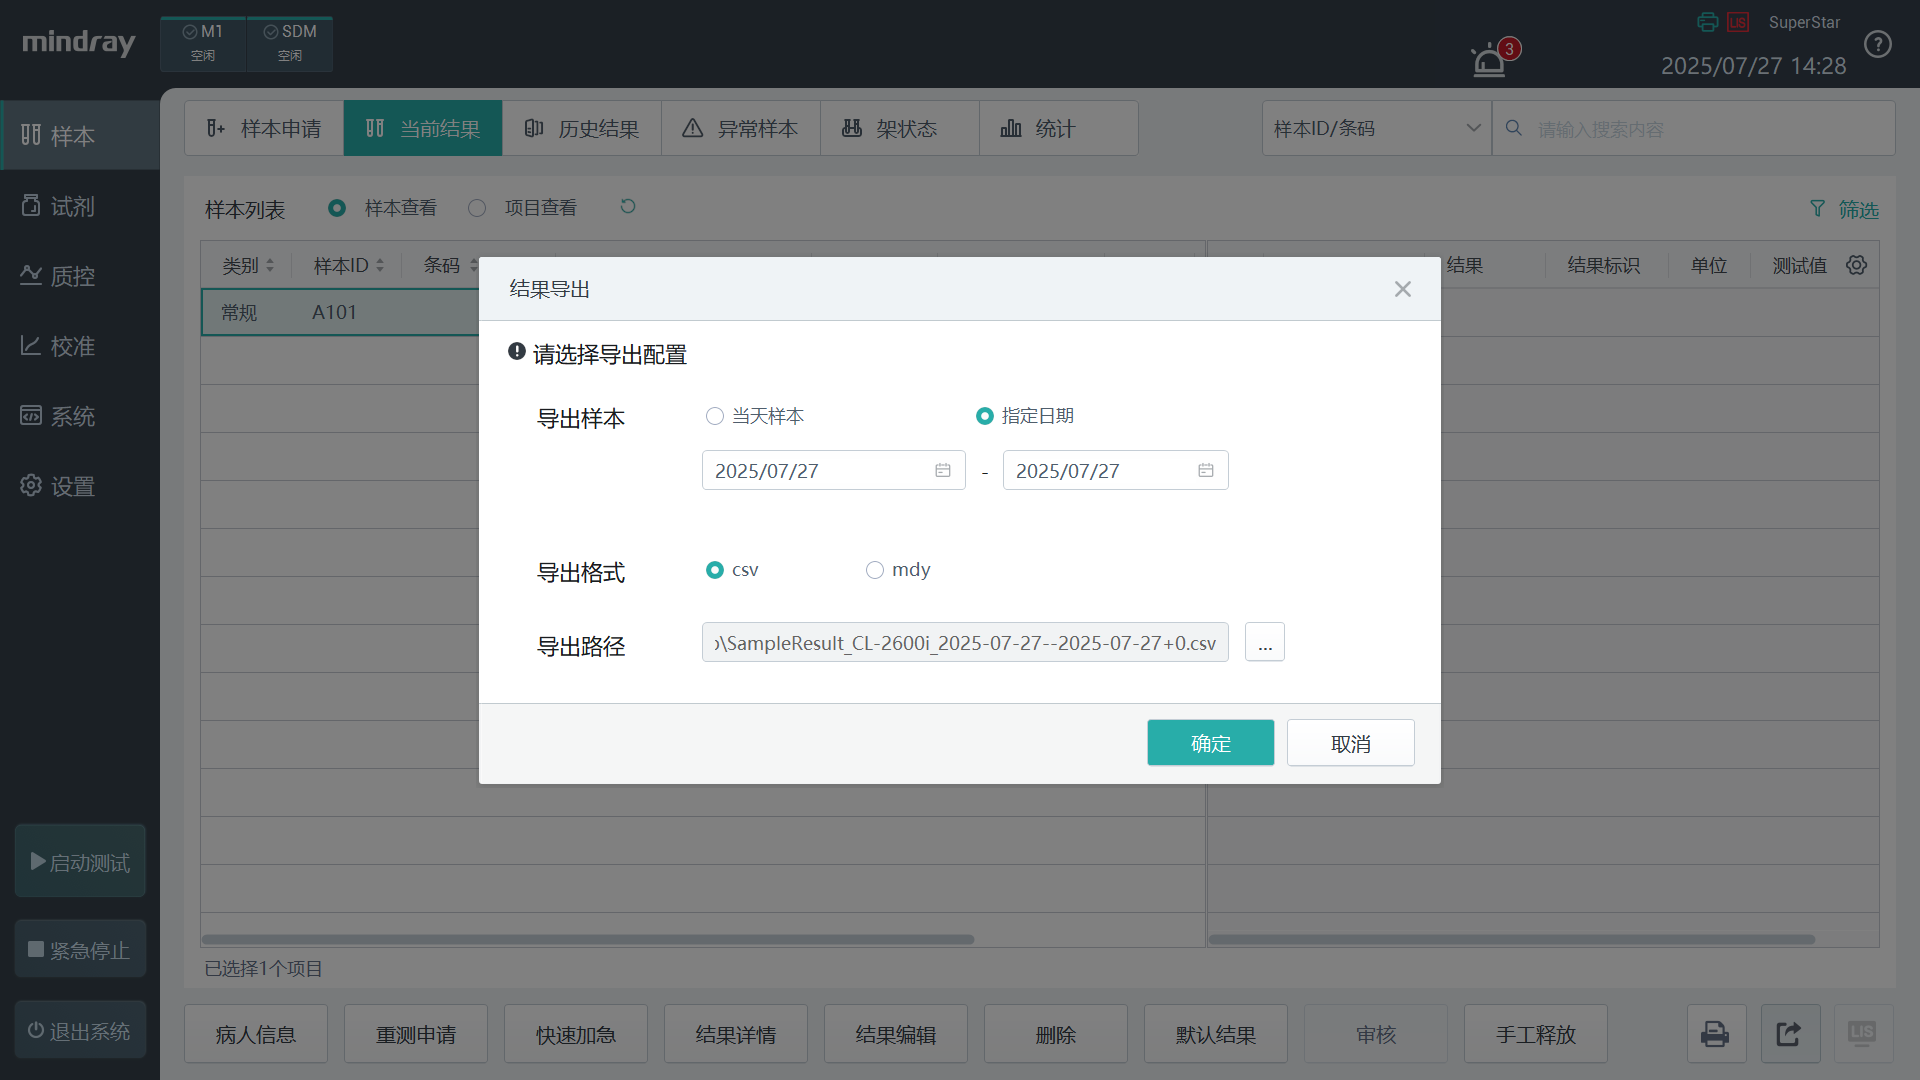 mindray
M1
空闲
SDM
空闲
3
LIS
SuperStar
2025/07/27 14:28
样本
试剂
质控
校准
系统
设置
启动测试
紧急停止
退出系统
样本申请
当前结果
历史结果
异常样本
架状态
统计
样本ID/条码
请输入搜索内容
样本列表
样本查看
项目查看
筛选
类别
样本ID
条码
结果
结果标识
单位
测试值
常规
A101
结果导出
请选择导出配置
导出样本
当天样本
指定日期
2025/07/27
-
2025/07/27
导出格式
csv
mdy
导出路径
\SampleResult_CL-2600i_2025-07-27--2025-07-27+0.csv
...
确定
取消
已选择1个项目
病人信息
重测申请
快速加急
结果详情
结果编辑
删除
默认结果
审核
手工释放
LIS